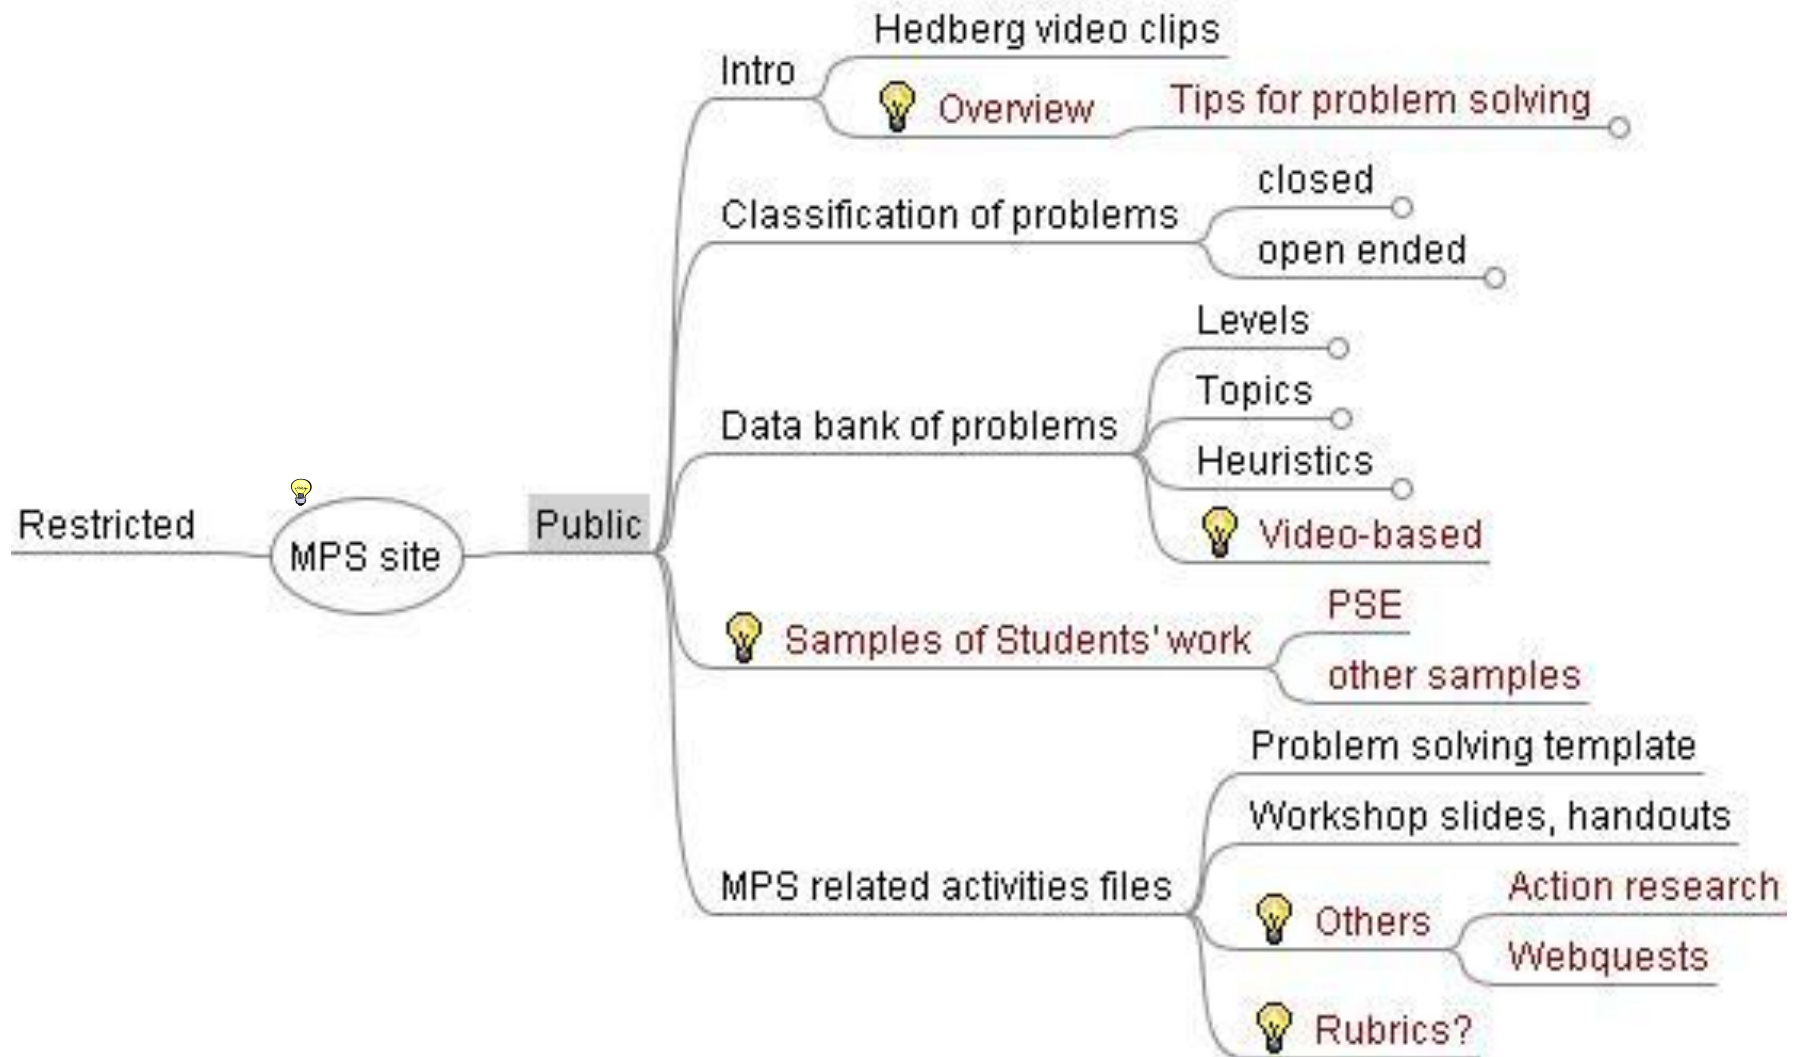 Hedberg video clips
Intro
Overview
Tips for problem solving
closed
Classification of problems
open ended
Levels
Topics
Data bank of problems
Heuristics
Video-based
Restricted
MPS site
Public
PSE
Samples of Students' work
other samples
Problem solving template
Workshop slides, handouts
MPS related activities files
Action research
Others
Webquests
Rubrics?